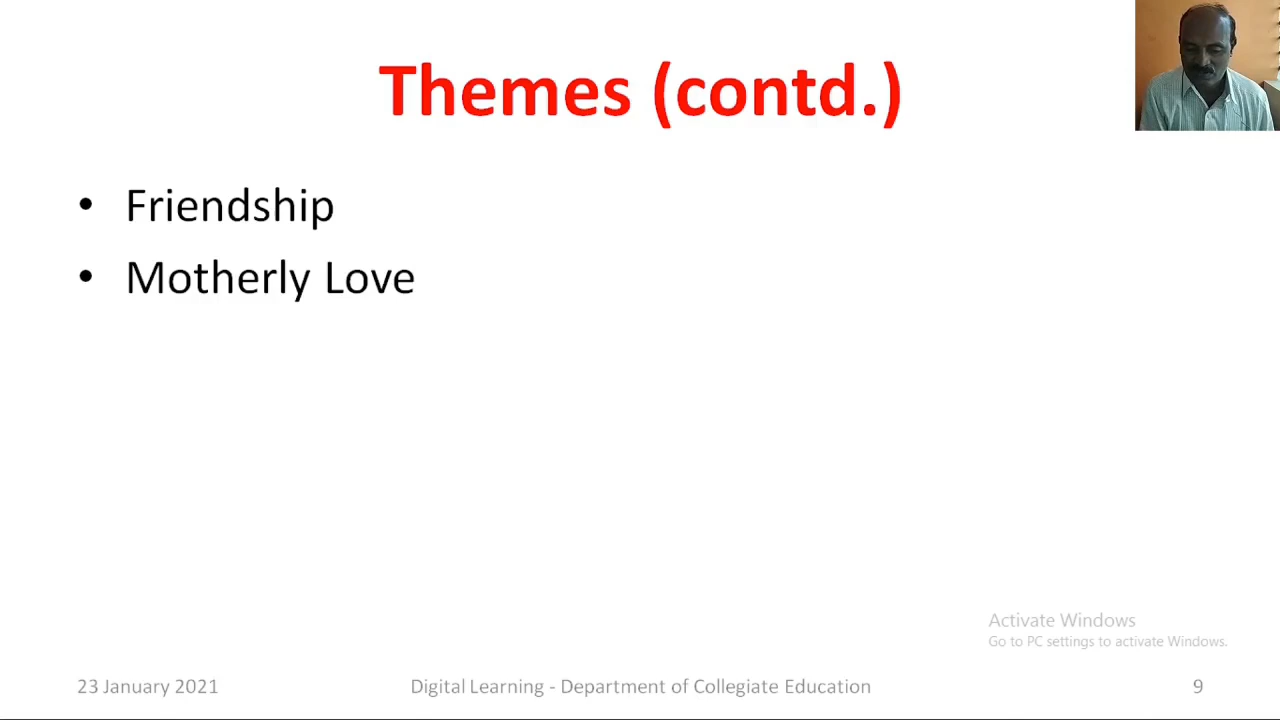 Themes (contd.)
• Friendship
• Motherly Love
Activate Windows
Go to PC settings to activate Windows.
23 January 2021
Digital Learning - Department of Collegiate Education
9